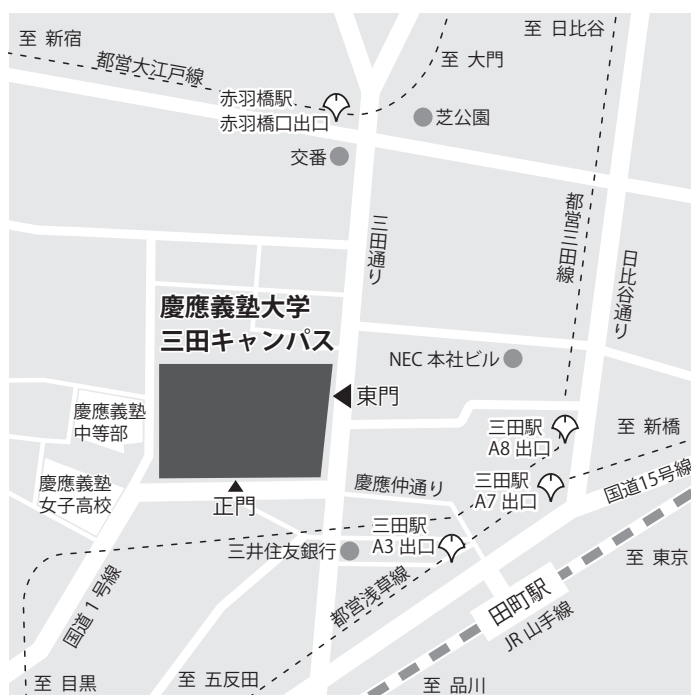 至 新宿
都営大江戸線
至 大門
至 日比谷
赤羽橋駅
赤羽橋口出口
芝公園
交番
三田通り
都営三田線
日比谷通り
慶應義塾大学
三田キャンパス
NEC 本社ビル
東門
慶應義塾
中等部
三田駅
A8 出口
至 新橋
慶應義塾
女子高校
正門
慶應仲通り
三田駅
A7 出口
国道15号線
三田駅
A3 出口
三井住友銀行
至 東京
国道 1 号線
都営浅草線
田町駅
JR 山手線
至 目黒
至 五反田
至 品川